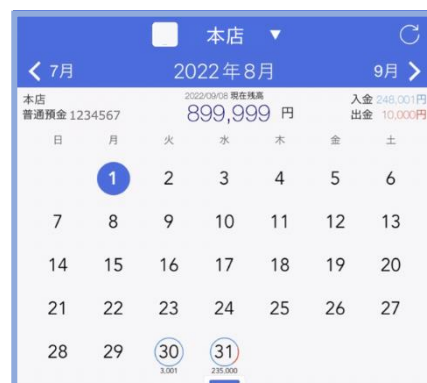 本店 ▼
7月 2022年8月 9月
本店 2022/09/08 現在残高 入金 248,001円
普通預金 1234567 899,999 円 出金 10,000円
日 月 火 水 木 金 土
1 2 3 4 5 6
7 8 9 10 11 12 13
14 15 16 17 18 19 20
21 22 23 24 25 26 27
28 29 30 31
3,001 235,000